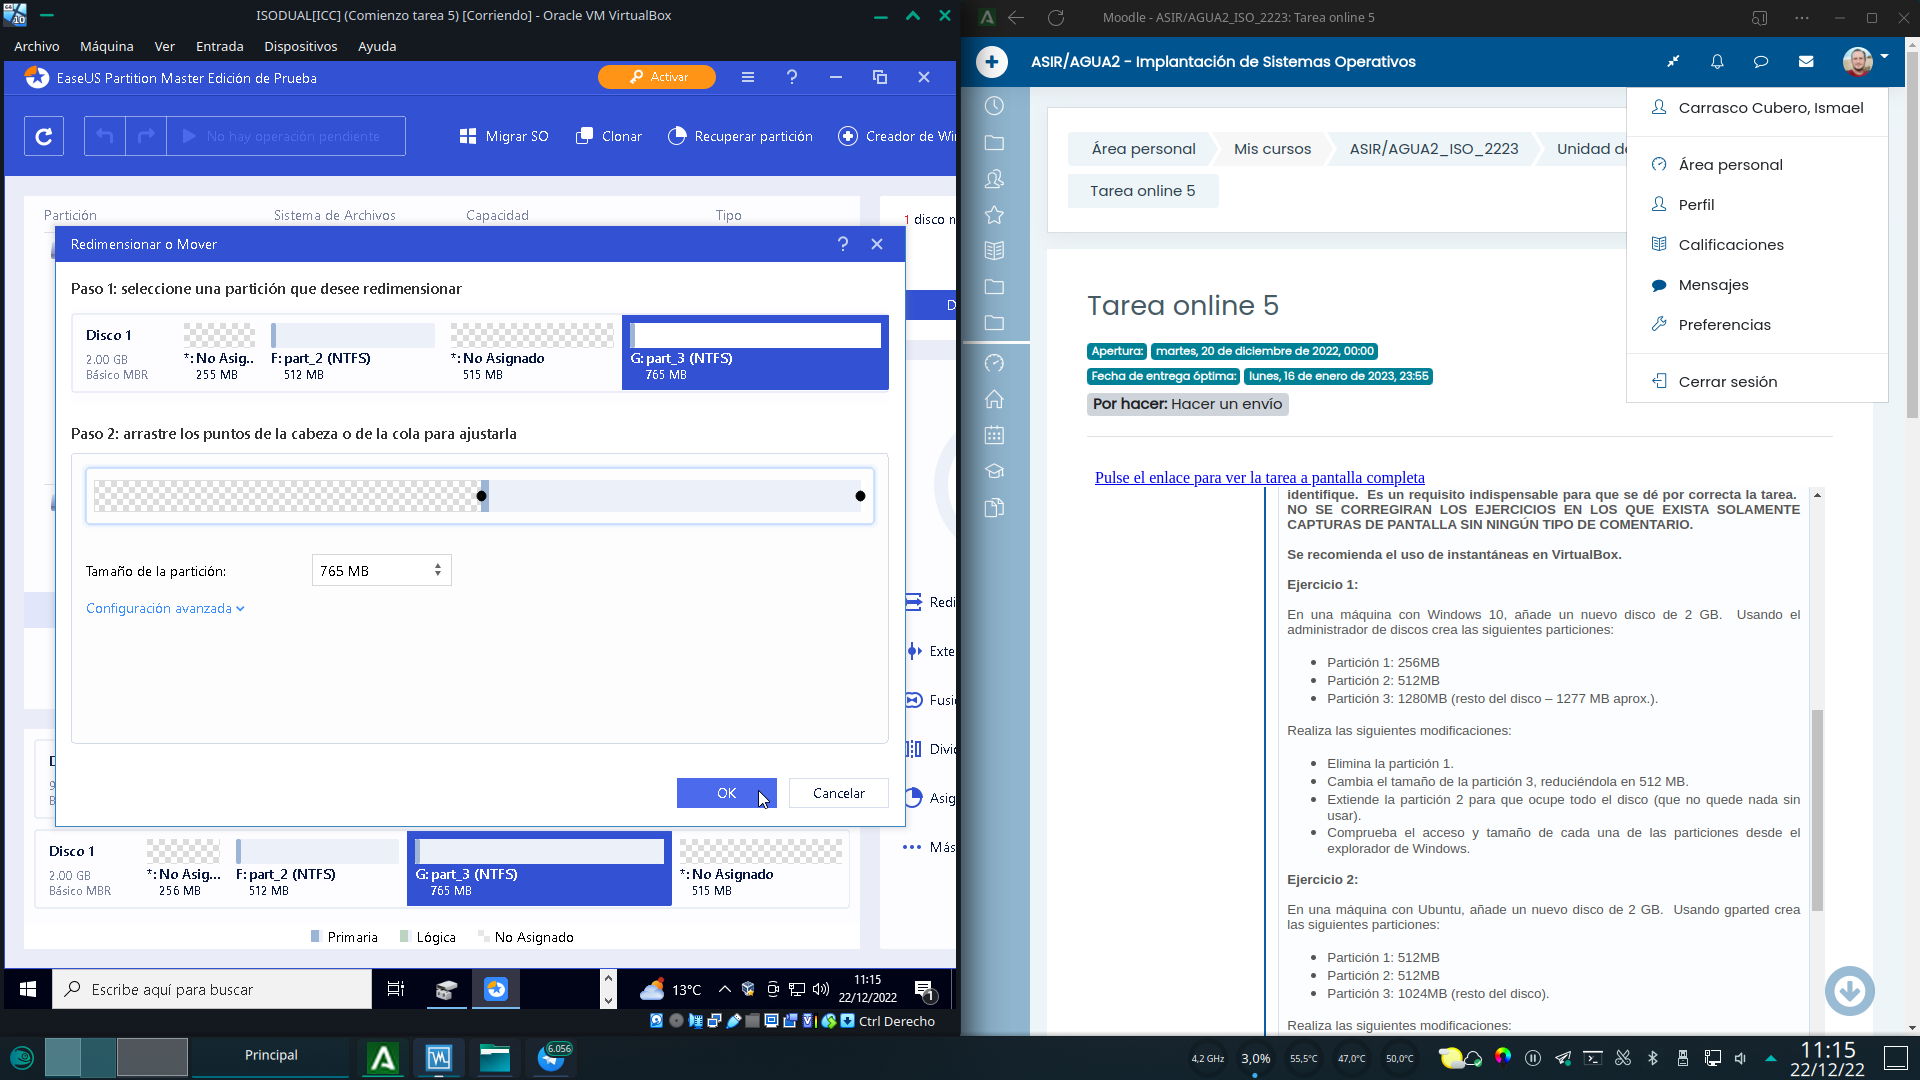 ISODUAL[ICC] (Comienzo tarea 5) [Corriendo] - Oracle VM VirtualBox
Archivo Máquina Ver Entrada Dispositivos Ayuda
EaseUS Partition Master Edición de Prueba
Activar
No hay operación pendiente
Migrar SO
Clonar
Recuperar partición
Creador de Wi
Partición Sistema de Archivos Capacidad Tipo
1 disco n
Redimensionar o Mover
Paso 1: seleccione una partición que desee redimensionar
Disco 1
2.00 GB
Básico MBR
*: No Asig..
255 MB
F: part_2 (NTFS)
512 MB
*: No Asignado
515 MB
G: part_3 (NTFS)
765 MB
Paso 2: arrastre los puntos de la cabeza o de la cola para ajustarla
Tamaño de la partición: 765 MB
Configuración avanzada
OK Cancelar
D
Redi
Exte
Fusi
Divid
Asig
Más
D
9
B
Disco 1
2.00 GB
Básico MBR
*: No Asig...
256 MB
F: part_2 (NTFS)
512 MB
G: part_3 (NTFS)
765 MB
*: No Asignado
515 MB
Primaria Lógica No Asignado
Escribe aquí para buscar
13°C
11:15
22/12/2022
1
Ctrl Derecho
Moodle - ASIR/AGUA2_ISO_2223: Tarea online 5
ASIR/AGUA2 - Implantación de Sistemas Operativos
Área personal Mis cursos ASIR/AGUA2_ISO_2223 Unidad de
Tarea online 5
Carrasco Cubero, Ismael
Área personal
Perfil
Calificaciones
Mensajes
Preferencias
Cerrar sesión
Tarea online 5
Apertura: martes, 20 de diciembre de 2022, 00:00
Fecha de entrega óptima: lunes, 16 de enero de 2023, 23:55
Por hacer: Hacer un envío
Pulse el enlace para ver la tarea a pantalla completa
identifique. Es un requisito indispensable para que se dé por correcta la tarea.
NO SE CORREGIRAN LOS EJERCICIOS EN LOS QUE EXISTA SOLAMENTE
CAPTURAS DE PANTALLA SIN NINGÚN TIPO DE COMENTARIO.
Se recomienda el uso de instantáneas en VirtualBox.
Ejercicio 1:
En una máquina con Windows 10, añade un nuevo disco de 2 GB. Usando el
administrador de discos crea las siguientes particiones:
• Partición 1: 256MB
• Partición 2: 512MB
• Partición 3: 1280MB (resto del disco – 1277 MB aprox.).
Realiza las siguientes modificaciones:
• Elimina la partición 1.
• Cambia el tamaño de la partición 3, reduciéndola en 512 MB.
• Extiende la partición 2 para que ocupe todo el disco (que no quede nada sin
usar).
• Comprueba el acceso y tamaño de cada una de las particiones desde el
explorador de Windows.
Ejercicio 2:
En una máquina con Ubuntu, añade un nuevo disco de 2 GB. Usando gparted crea
las siguientes particiones:
• Partición 1: 512MB
• Partición 2: 512MB
• Partición 3: 1024MB (resto del disco).
Realiza las siguientes modificaciones:
Principal
6.056
4,2 GHz 3,0% 55,5°C 47,0°C 50,0°C
11:15
22/12/22